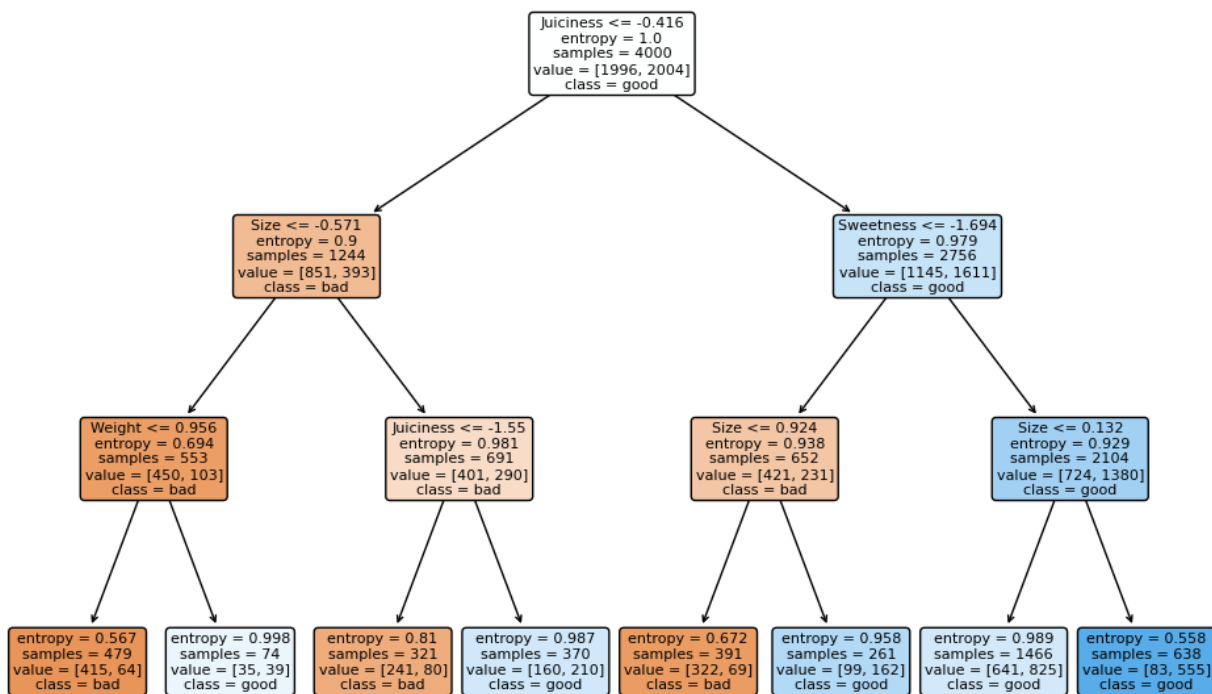 Juiciness <= -0.416
entropy = 1.0
samples = 4000
value = [1996, 2004]
class = good
Size <= -0.571
entropy = 0.9
samples = 1244
value = [851, 393]
class = bad
Sweetness <= -1.694
entropy = 0.979
samples = 2756
value = [1145, 1611]
class = good
Weight <= 0.956
entropy = 0.694
samples = 553
value = [450, 103]
class = bad
Juiciness <= -1.55
entropy = 0.981
samples = 691
value = [401, 290]
class = bad
Size <= 0.924
entropy = 0.938
samples = 652
value = [421, 231]
class = bad
Size <= 0.132
entropy = 0.929
samples = 2104
value = [724, 1380]
class = good
entropy = 0.567
samples = 479
value = [415, 64]
class = bad
entropy = 0.998
samples = 74
value = [35, 39]
class = good
entropy = 0.81
samples = 321
value = [241, 80]
class = bad
entropy = 0.987
samples = 370
value = [160, 210]
class = good
entropy = 0.672
samples = 391
value = [322, 69]
class = bad
entropy = 0.958
samples = 261
value = [99, 162]
class = good
entropy = 0.989
samples = 1466
value = [641, 825]
class = good
entropy = 0.558
samples = 638
value = [83, 555]
class = good